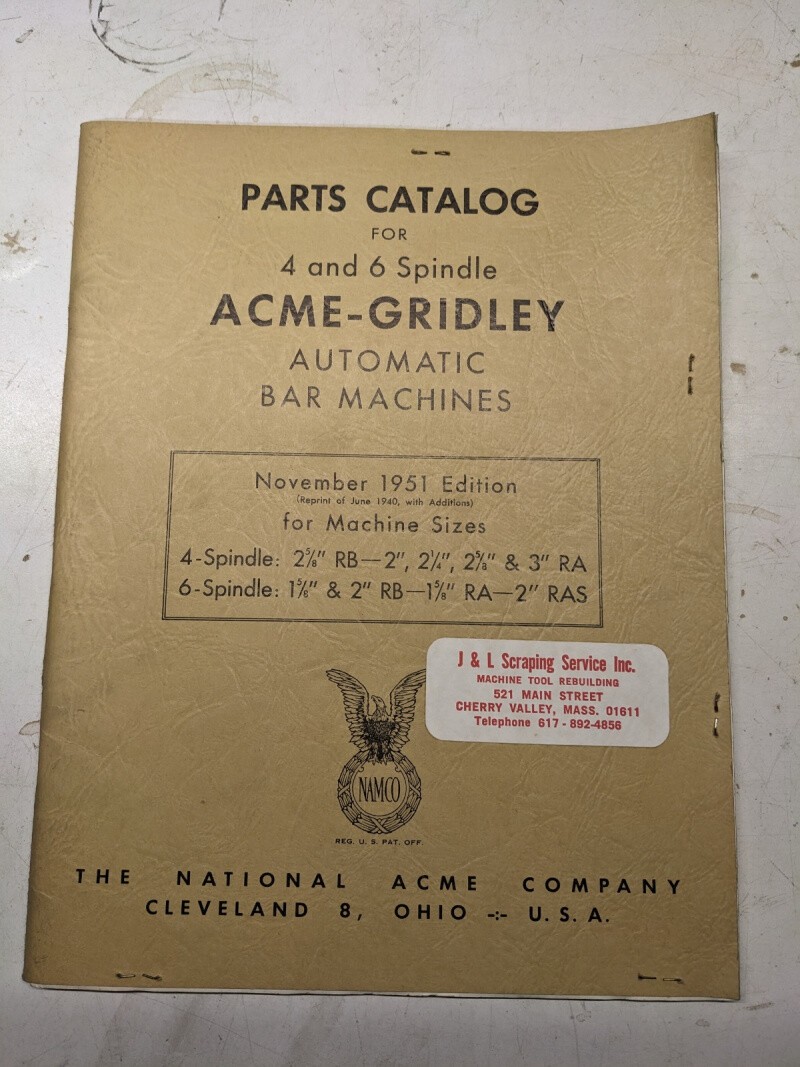 PARTS CATALOG
FOR
4 and 6 Spindle
ACME-GRIDLEY
AUTOMATIC
BAR MACHINES
November 1951 Edition
(Reprint of June 1940, with Additions)
for Machine Sizes
4-Spindle: 2⅝" RB—2", 2¼", 2⅝" & 3" RA
6-Spindle: 1⅝" & 2" RB—1⅝" RA—2" RAS
J & L Scraping Service Inc.
MACHINE TOOL REBUILDING
521 MAIN STREET
CHERRY VALLEY, MASS. 01611
Telephone 617-892-4856
NAMCO
REG. U. S. PAT. OFF.
THE NATIONAL ACME COMPANY
CLEVELAND 8, OHIO -:- U. S. A.